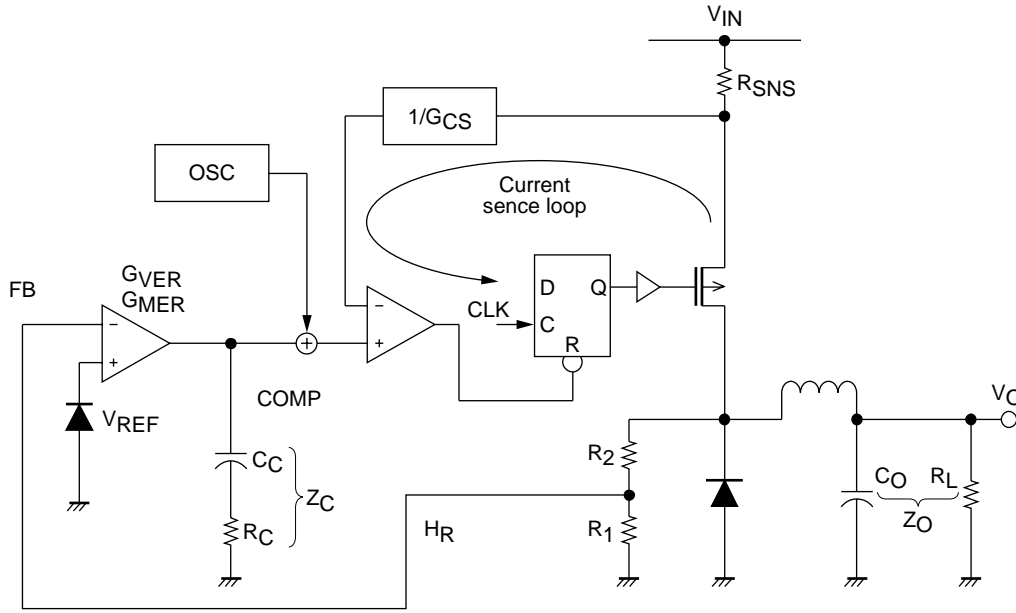 VIN
RSNS
1/GCS
OSC
Current
sence loop
FB
GVER
GMER
D
Q
CLK
C
R
COMP
VREF
CC
ZC
RC
HR
R2
R1
VO
CO
RL
ZO